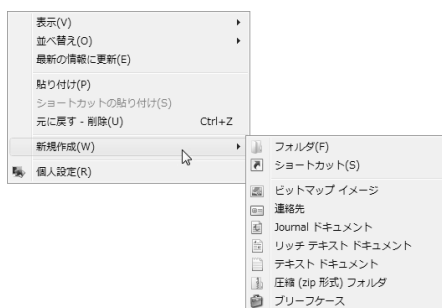 表示(V)
並べ替え(O)
最新の情報に更新(E)
貼り付け(P)
ショートカットの貼り付け(S)
元に戻す - 削除(U) Ctrl+Z
新規作成(W)
個人設定(R)
フォルダ(F)
ショートカット(S)
ビットマップ イメージ
連絡先
Journal ドキュメント
リッチ テキスト ドキュメント
テキスト ドキュメント
圧縮 (zip 形式) フォルダ
ブリーフケース